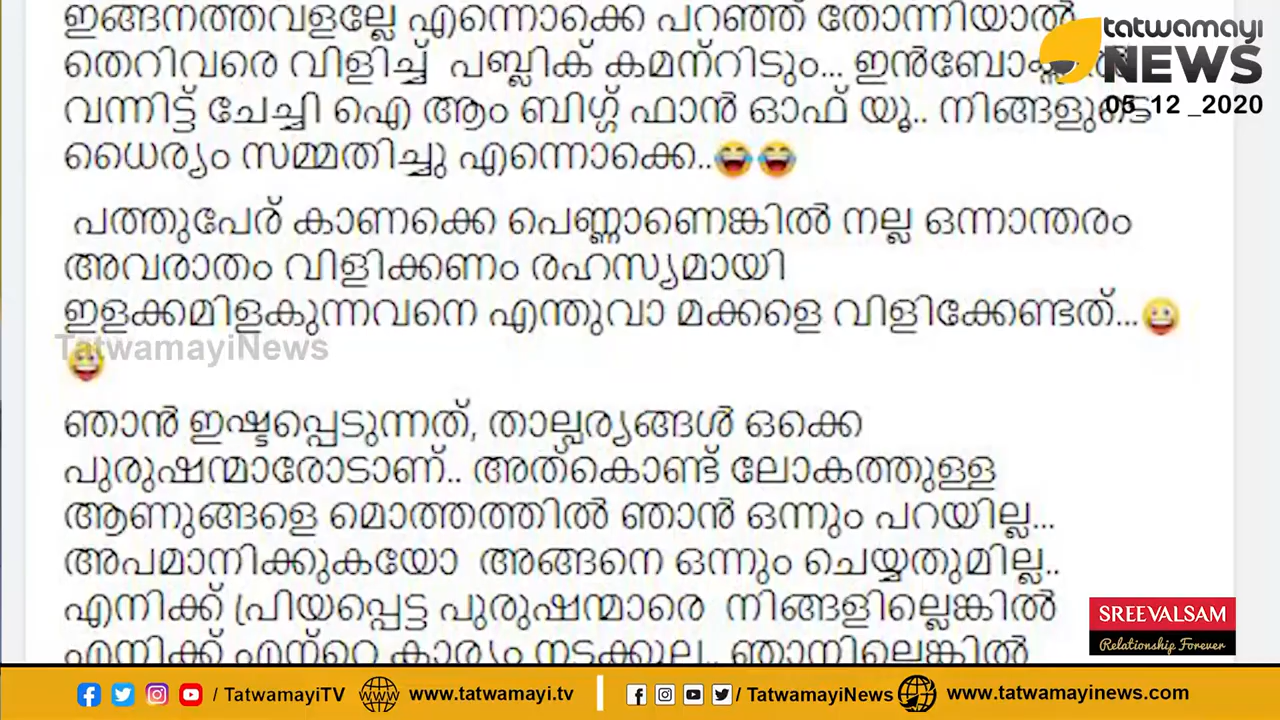 ഇങ്ങനത്തവളല്ലേ എന്നൊക്കെ പറഞ്ഞ് തോന്നിയാൽ
തെറിവരെ വിളിച്ച് പബ്ലിക് കമന്റിടും... ഇൻബോക്സിൽ
വന്നിട്ട് ചേച്ചി ഐ ആം ബിഗ്ഗ് ഫാൻ ഓഫ് യൂ.. നിങ്ങളുടെ
ധൈര്യം സമ്മതിച്ചു എന്നൊക്കെ..😂😂
പത്തുപേര് കാണക്കെ പെണ്ണാണെങ്കിൽ നല്ല ഒന്നാന്തരം
അവരാതം വിളിക്കണം രഹസ്യമായി
ഇളക്കമിളകുന്നവനെ എന്തുവാ മക്കളെ വിളിക്കേണ്ടത്...😀
😀
ഞാൻ ഇഷ്ടപ്പെടുന്നത്, താല്പര്യങ്ങൾ ഒക്കെ
പുരുഷന്മാരോടാണ്.. അത്കൊണ്ട് ലോകത്തുള്ള
ആണുങ്ങളെ മൊത്തത്തിൽ ഞാൻ ഒന്നും പറയില്ല...
അപമാനിക്കുകയോ അങ്ങനെ ഒന്നും ചെയ്യതുമില്ല..
എനിക്ക് പ്രിയപ്പെട്ട പുരുഷന്മാരെ നിങ്ങളില്ലെങ്കിൽ
എനിക്ക് എന്റെ കാര്യം നടക്കൂല.. ഞാനില്ലെങ്കിൽ
tatwamayi
NEWS
05_12_2020
TatwamayiNews
SREEVALSAM
Relationship Forever
/TatwamayiTV www.tatwamayi.tv | /TatwamayiNews www.tatwamayinews.com